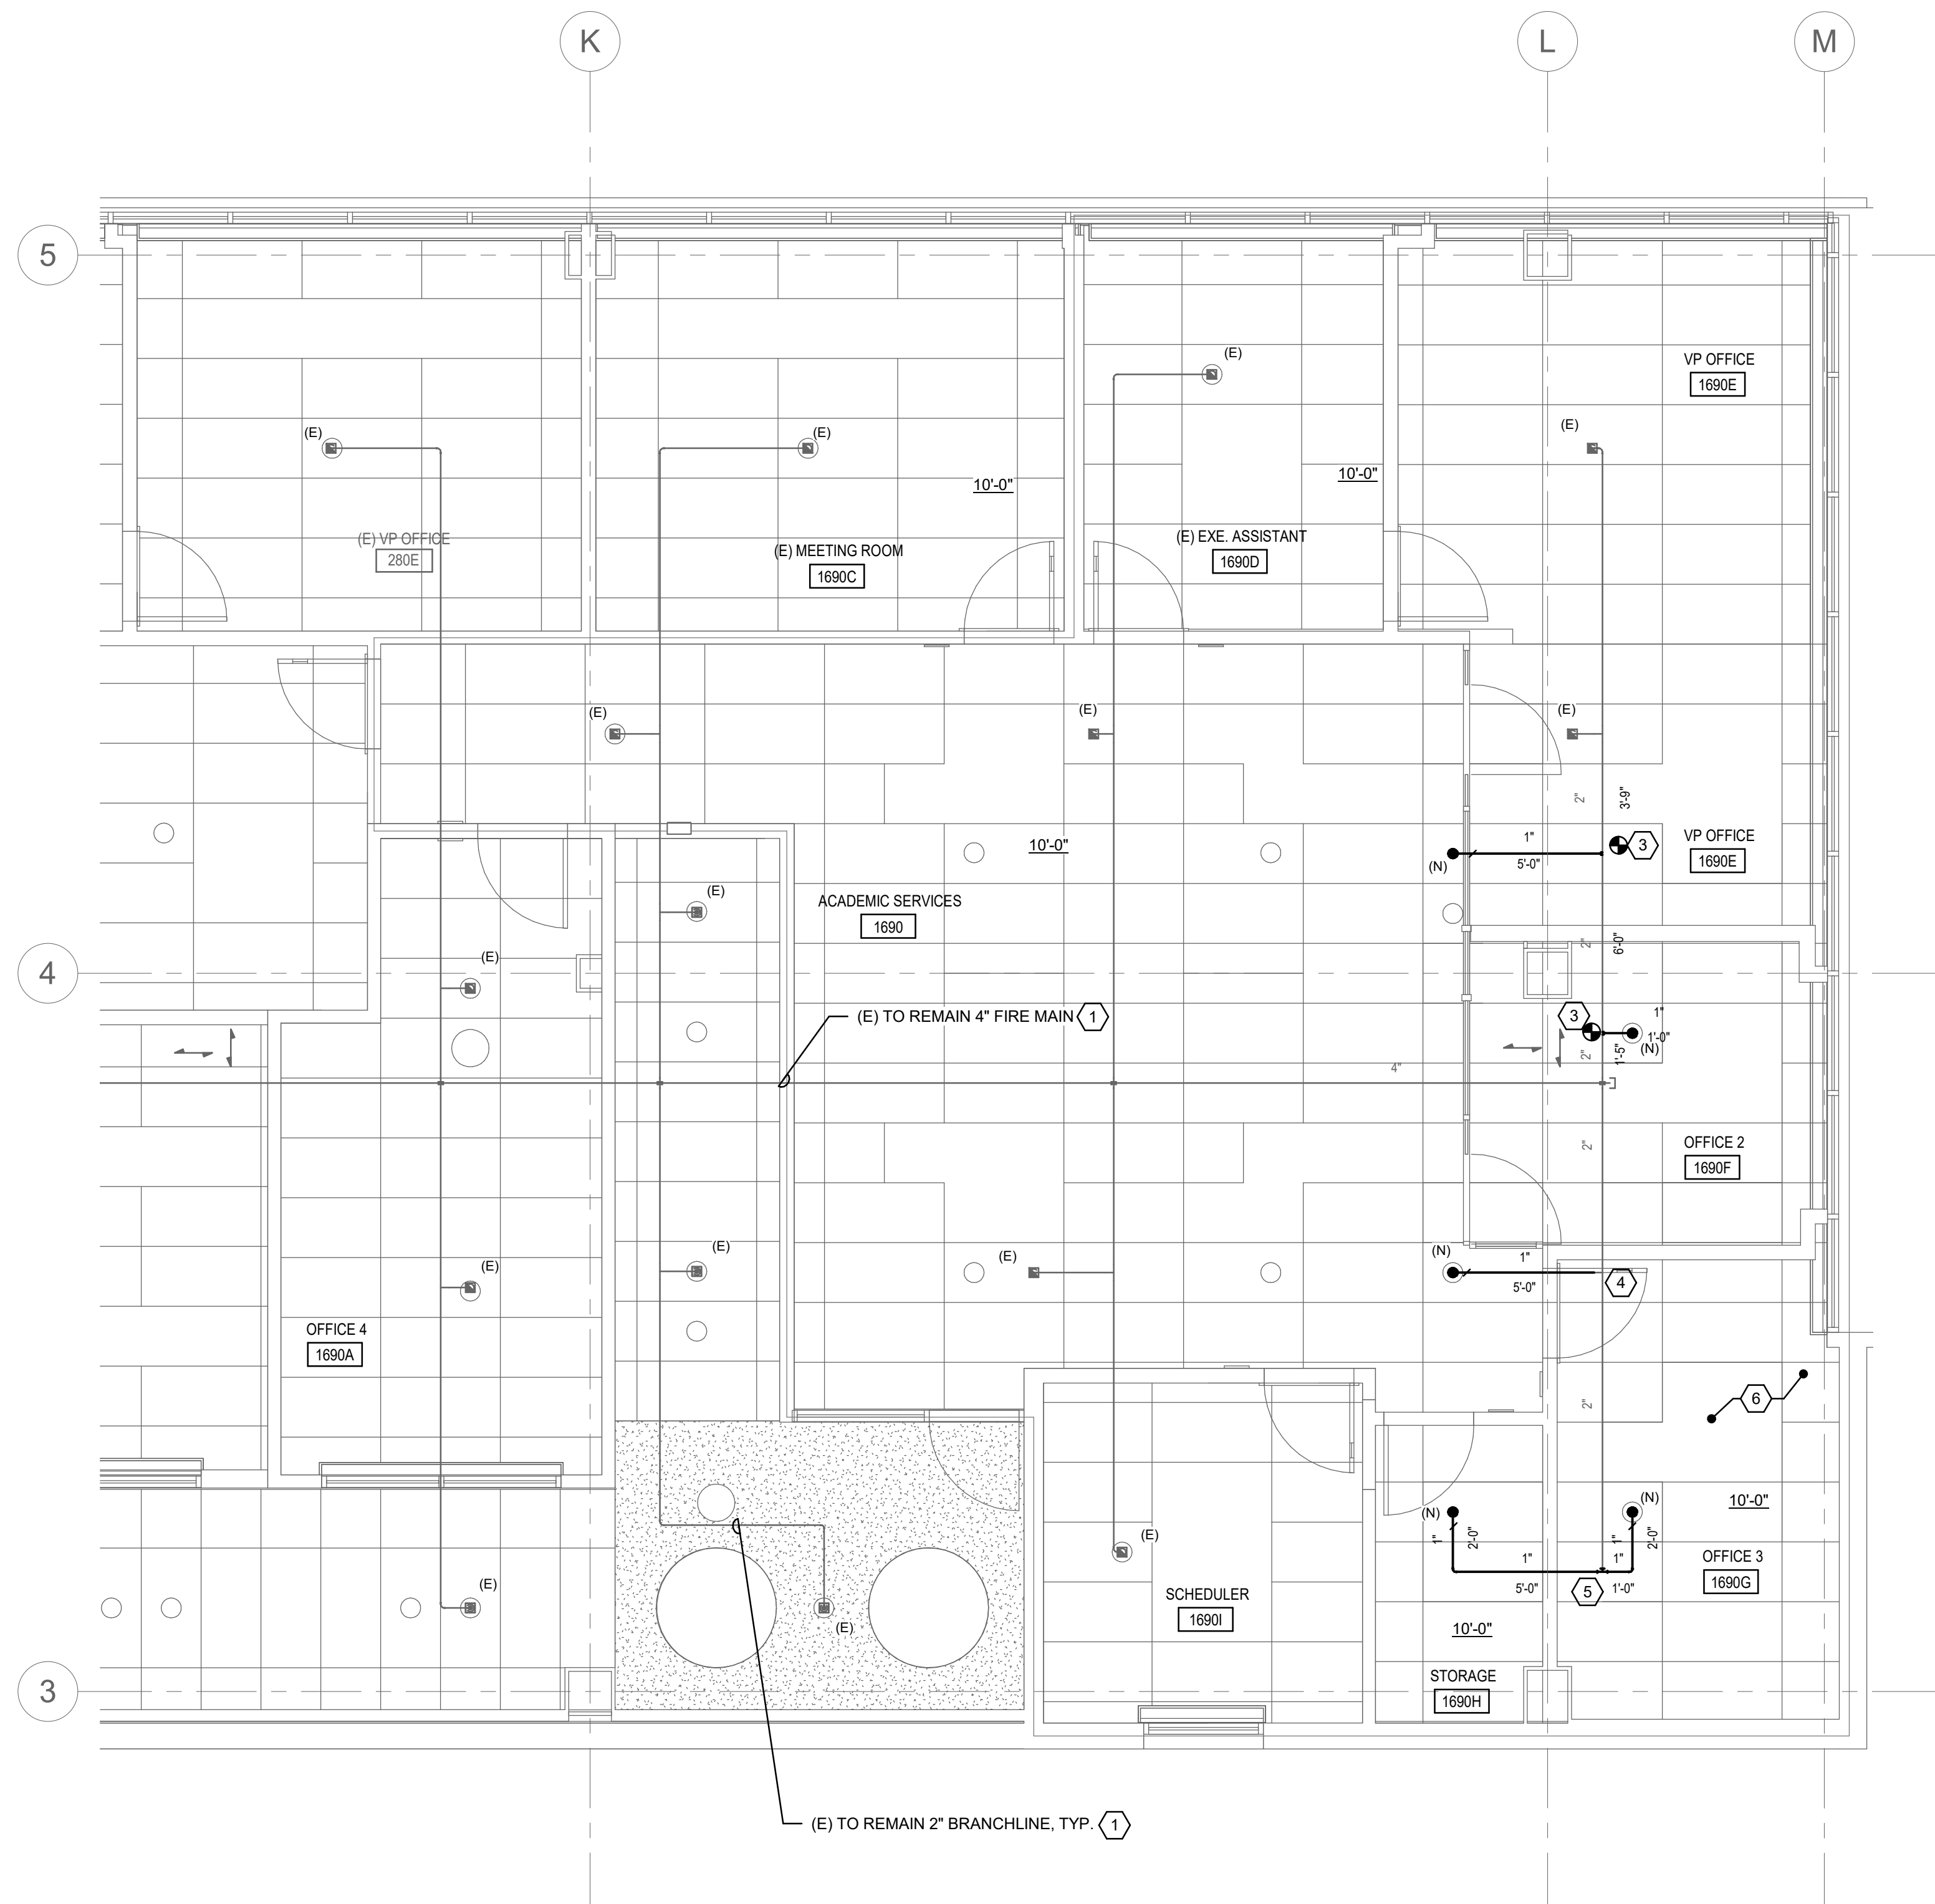 K
L
M
5
VP OFFICE
1690E
(E)
(E)
(E)
(E)
10'-0"
10'-0"
(E) VP OFFICE
280E
(E) MEETING ROOM
1690C
(E) EXE. ASSISTANT
1690D
(E)
(E)
(E)
2"
3'-9"
10'-0"
1"
5'-0"
(N)
3
VP OFFICE
1690E
(E)
ACADEMIC SERVICES
1690
2"
6'-0"
4
(E)
(E) TO REMAIN 4" FIRE MAIN
1
3
1"
1'-0"
(N)
2"
1'-5"
4"
OFFICE 2
1690F
2"
(E)
(E)
(E)
(N)
1"
5'-0"
4
OFFICE 4
1690A
6
2"
(N)
1"
2'-0"
(N)
1"
2'-0"
10'-0"
(E)
1"
5'-0"
1"
1'-0"
5
OFFICE 3
1690G
(E)
(E)
SCHEDULER
1690I
10'-0"
STORAGE
1690H
3
(E) TO REMAIN 2" BRANCHLINE, TYP.
1